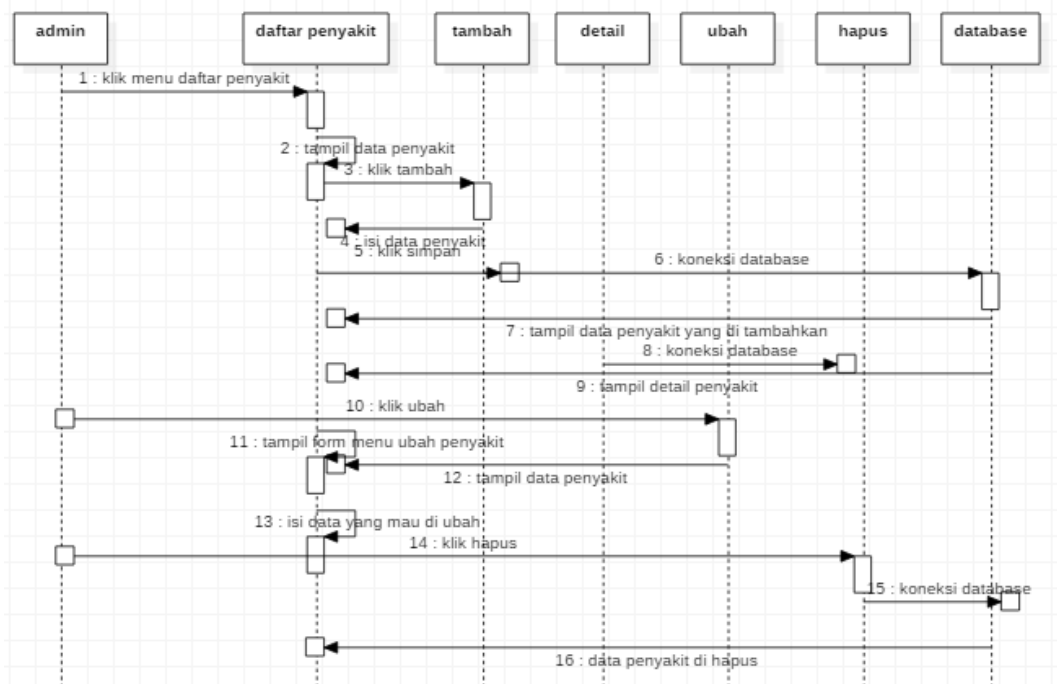 admin
daftar penyakit
tambah
detail
ubah
hapus
database
1 : klik menu daftar penyakit
2 : tampil data penyakit
3 : klik tambah
4 : isi data penyakit
5 : klik simpan
6 : koneksi database
7 : tampil data penyakit yang di tambahkan
8 : koneksi database
9 : tampil detail penyakit
10 : klik ubah
11 : tampil form menu ubah penyakit
12 : tampil data penyakit
13 : isi data yang mau di ubah
14 : klik hapus
15 : koneksi database
16 : data penyakit di hapus